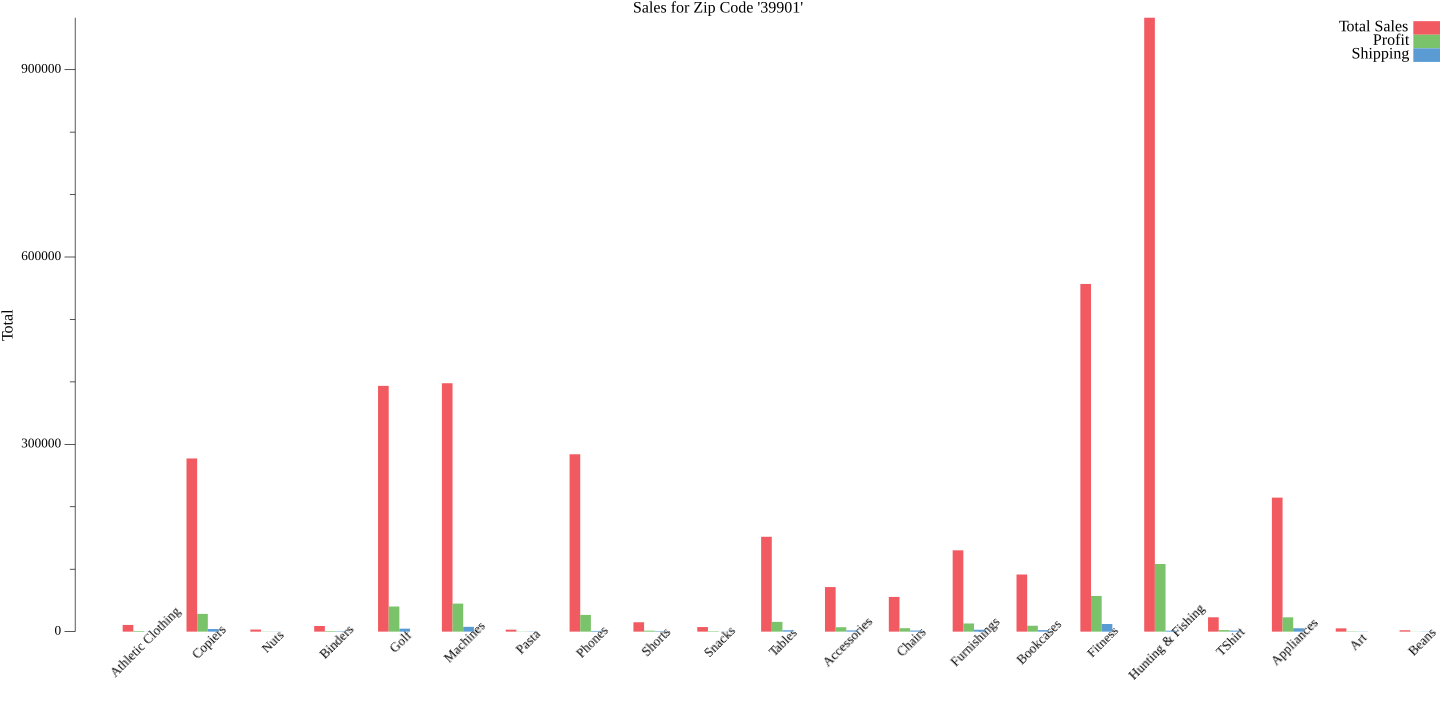 Sales for Zip Code '39901'
Total Sales
Profit
Shipping
900000
600000
300000
0
Total
Athletic Clothing
Copiers
Nuts
Binders
Golf
Machines
Pasta
Phones
Shorts
Snacks
Tables
Accessories
Chairs
Furnishings
Bookcases
Fitness
Hunting & Fishing
TShirt
Appliances
Art
Beans